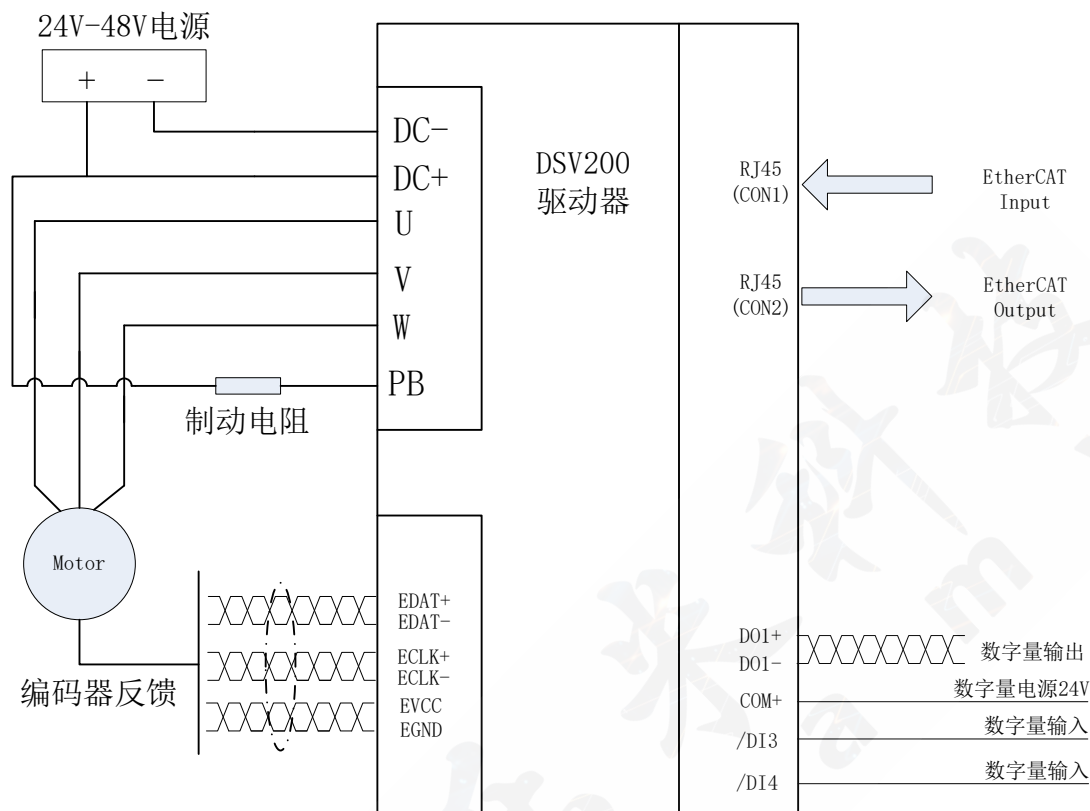 24V-48V电源
+ -
DC-
DC+
U
V
W
PB
制动电阻
DSV200
驱动器
RJ45
(CON1)
EtherCAT
Input
RJ45
(CON2)
EtherCAT
Output
Motor
编码器反馈
EDAT+
EDAT-
ECLK+
ECLK-
EVCC
EGND
DO1+
DO1-
数字量输出
COM+
数字量电源24V
/DI3
数字量输入
/DI4
数字量输入